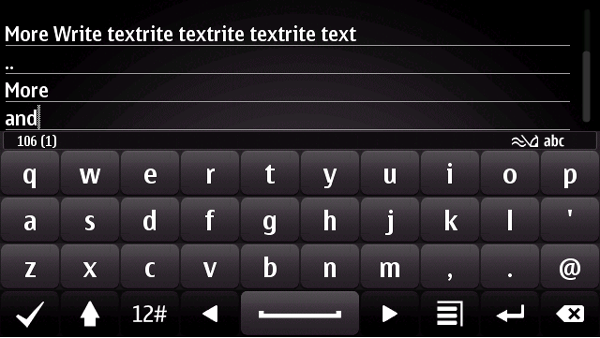 More Write textrite textrite textrite text
..
More
and
106 (1) abc
q w e r t y u i o p
a s d f g h j k l '
z x c v b n m , . @
12#